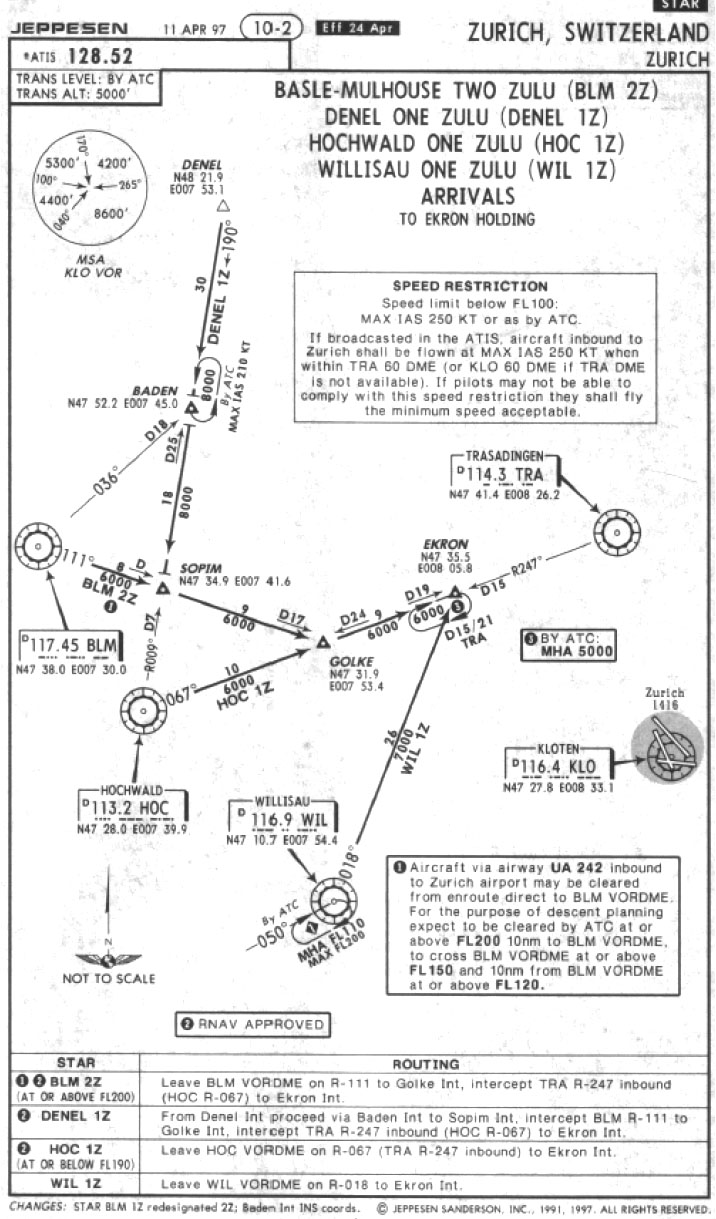 STAR
JEPPESEN 11 APR 97 10-2 Eff 24 Apr ZURICH, SWITZERLAND
ZURICH
*ATIS 128.52
TRANS LEVEL: BY ATC
TRANS ALT: 5000'
BASLE-MULHOUSE TWO ZULU (BLM 2Z)
DENEL ONE ZULU (DENEL 1Z)
HOCHWALD ONE ZULU (HOC 1Z)
WILLISAU ONE ZULU (WIL 1Z)
ARRIVALS
TO EKRON HOLDING
170°
5300' 4200'
100° 265°
4400'
8600'
040°
MSA
KLO VOR
DENEL
N48 21.9
E007 53.1
190°
30
DENEL 1Z
SPEED RESTRICTION
Speed limit below FL100:
MAX IAS 250 KT or as by ATC.
If broadcasted in the ATIS, aircraft inbound to
Zurich shall be flown at MAX IAS 250 KT when
within TRA 60 DME (or KLO 60 DME if TRA DME
is not available). If pilots may not be able to
comply with this speed restriction they shall fly
the minimum speed acceptable.
8000
By ATC
MAX IAS 210 KT
BADEN
N47 52.2 E007 45.0
D18
D25
036°
18
8000
TRASADINGEN
D 114.3 TRA
N47 41.4 E008 26.2
EKRON
N47 35.5
E008 05.8
R247°
D15
111°
8
6000
D
BLM 2Z
1
SOPIM
N47 34.9 E007 41.6
9
6000
D17
D24
9
6000
D19
6000
3
D15/21
TRA
3 BY ATC:
MHA 5000
D 117.45 BLM
N47 38.0 E007 30.0
R009°
D7
GOLKE
N47 31.9
E007 53.4
067°
10
6000
HOC 1Z
26
7000
WIL 1Z
Zurich
1416
KLOTEN
D 116.4 KLO
N47 27.8 E008 33.1
HOCHWALD
D 113.2 HOC
N47 28.0 E007 39.9
WILLISAU
D 116.9 WIL
N47 10.7 E007 54.4
018°
By ATC
050°
1
MHA FL110
MAX FL200
1 Aircraft via airway UA 242 inbound
to Zurich airport may be cleared
from enroute direct to BLM VORDME.
For the purpose of descent planning
expect to be cleared by ATC at or
above FL200 10nm to BLM VORDME,
to cross BLM VORDME at or above
FL150 and 10nm from BLM VORDME
at or above FL120.
N
NOT TO SCALE
2 RNAV APPROVED
STAR ROUTING
1 2 BLM 2Z
(AT OR ABOVE FL200)
Leave BLM VORDME on R-111 to Golke Int, intercept TRA R-247 inbound
(HOC R-067) to Ekron Int.
2 DENEL 1Z
From Denel Int proceed via Baden Int to Sopim Int, intercept BLM R-111 to
Golke Int, intercept TRA R-247 inbound (HOC R-067) to Ekron Int.
2 HOC 1Z
(AT OR BELOW FL190)
Leave HOC VORDME on R-067 (TRA R-247 inbound) to Ekron Int.
WIL 1Z
Leave WIL VORDME on R-018 to Ekron Int.
CHANGES: STAR BLM 1Z redesignated 2Z; Baden Int INS coords. © JEPPESEN SANDERSON, INC., 1991, 1997. ALL RIGHTS RESERVED.